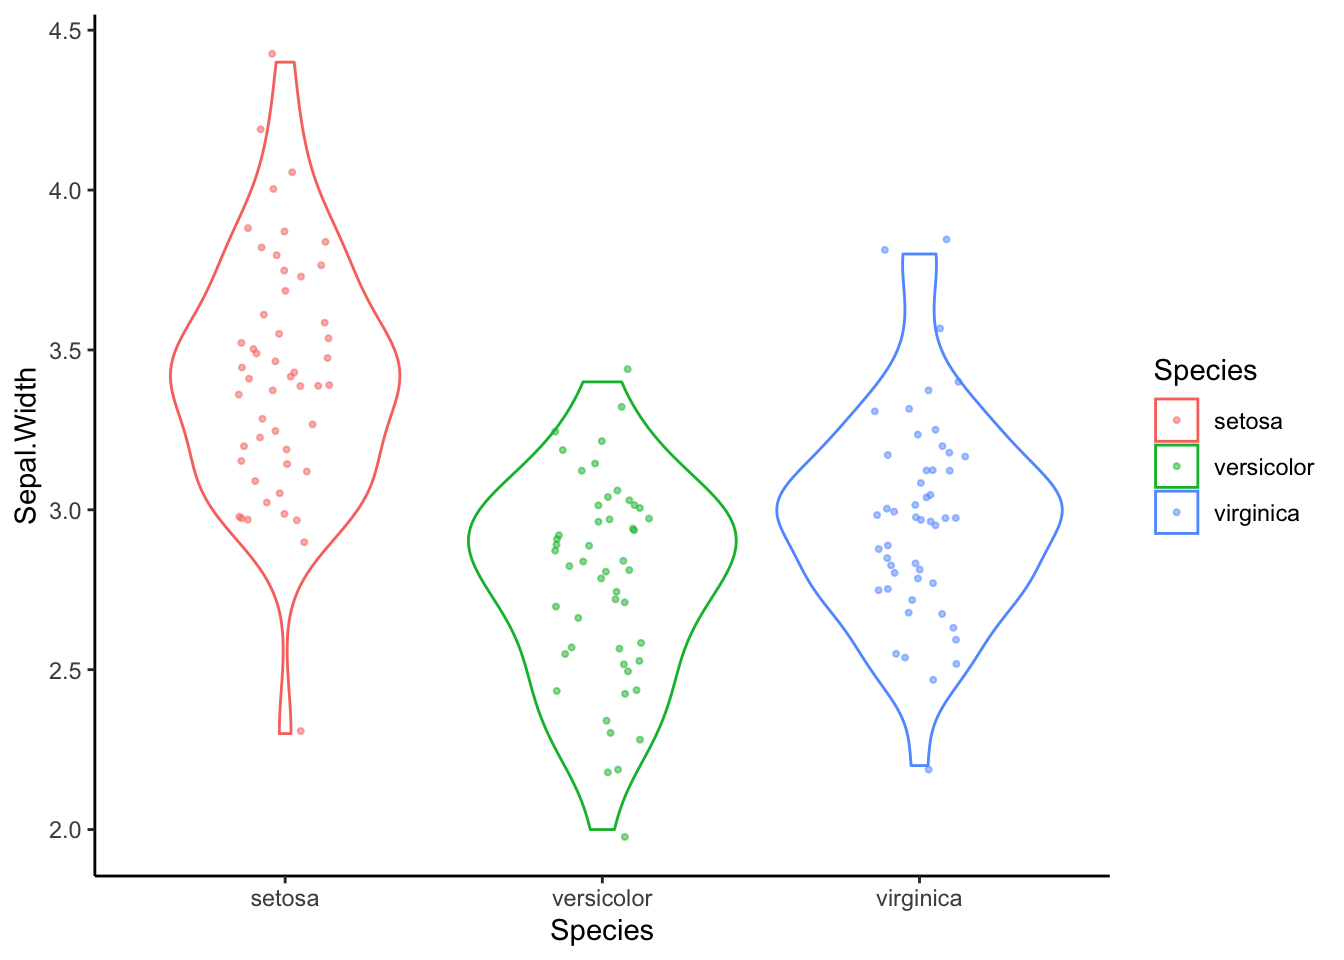 4.5
4.0
3.5
3.0
2.5
2.0
Sepal.Width
setosa
versicolor
virginica
Species
Species
setosa
versicolor
virginica